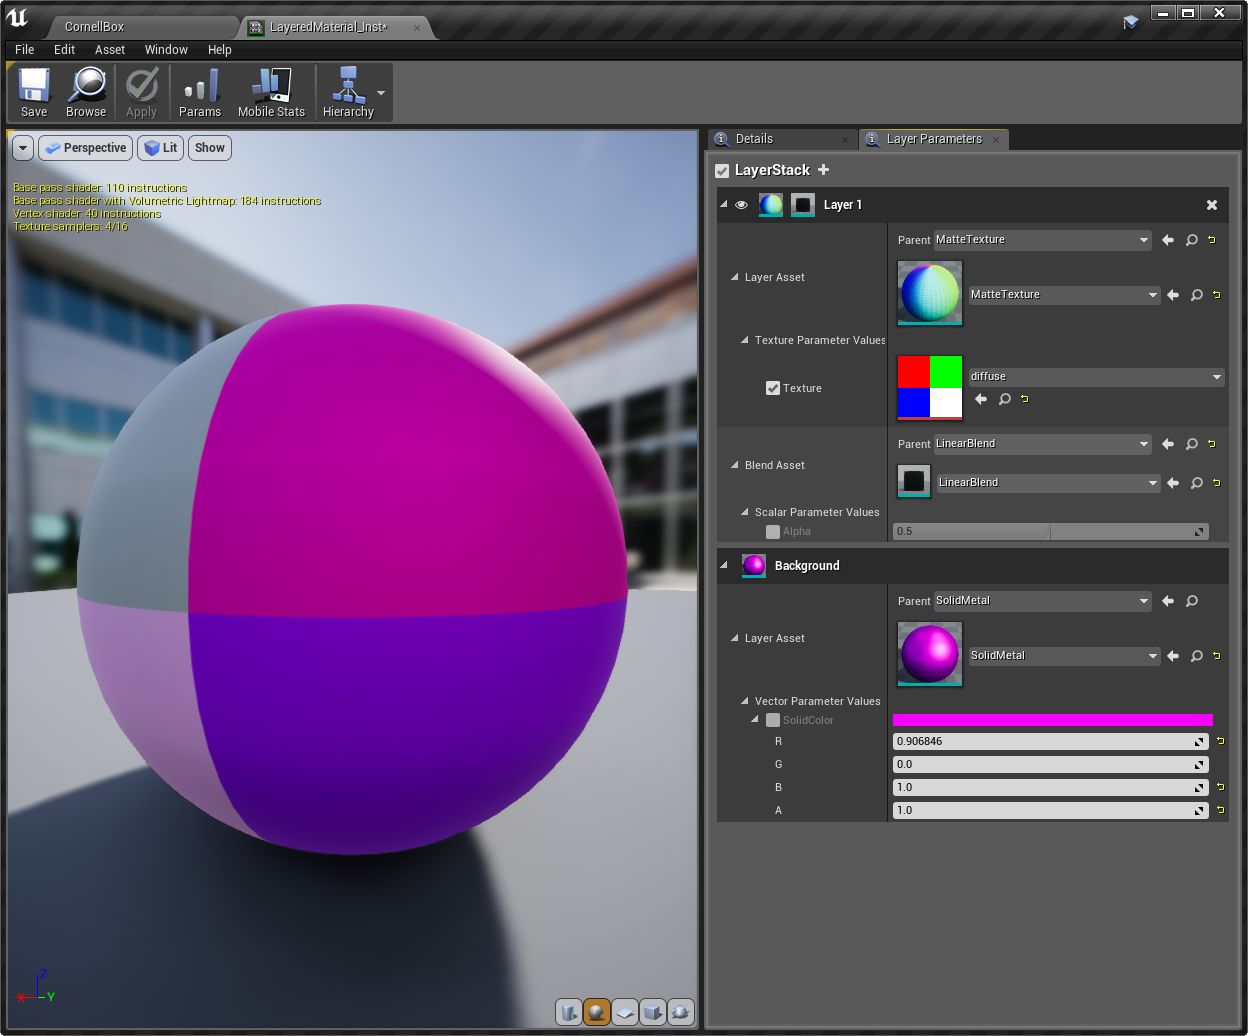 CornellBox
LayeredMaterial_Inst*
File Edit Asset Window Help
Save Browse Apply Params Mobile Stats Hierarchy
Perspective Lit Show
Base pass shader: 110 instructions
Base pass shader with Volumetric Lightmap: 184 instructions
Vertex shader: 40 instructions
Texture samplers: 4/16
X
Z
Y
Details
Layer Parameters
LayerStack
Layer 1
Parent MatteTexture
Layer Asset
MatteTexture
Texture Parameter Values
Texture
diffuse
Parent LinearBlend
Blend Asset
LinearBlend
Scalar Parameter Values
Alpha 0.5
Background
Parent SolidMetal
Layer Asset
SolidMetal
Vector Parameter Values
SolidColor
R 0.906846
G 0.0
B 1.0
A 1.0